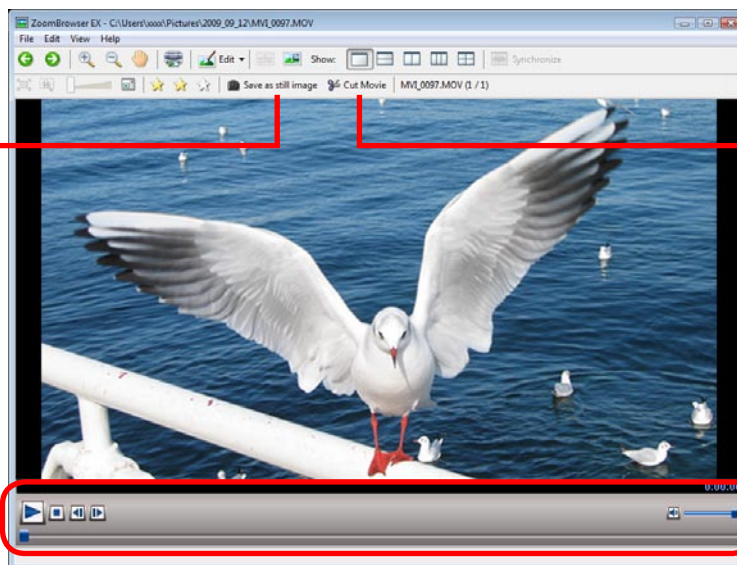 ZoomBrowser EX - C:\Users\xxxx\Pictures\2009_09_12\MVI_0097.MOV
File Edit View Help
Edit Show: Synchronize
Save as still image Cut Movie MVI_0097.MOV (1 / 1)